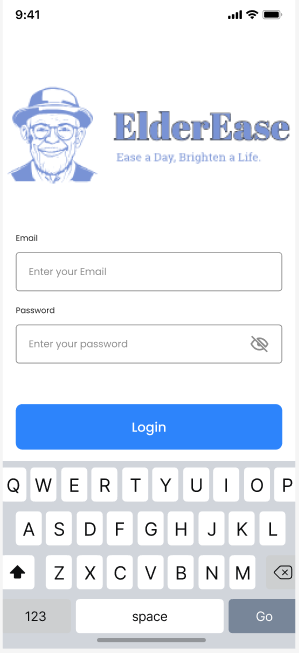 9:41
ElderEase
Ease a Day, Brighten a Life.
Email
Enter your Email
Password
Enter your password
Login
Q W E R T Y U I O P
A S D F G H J K L
Z X C V B N M
123 space Go